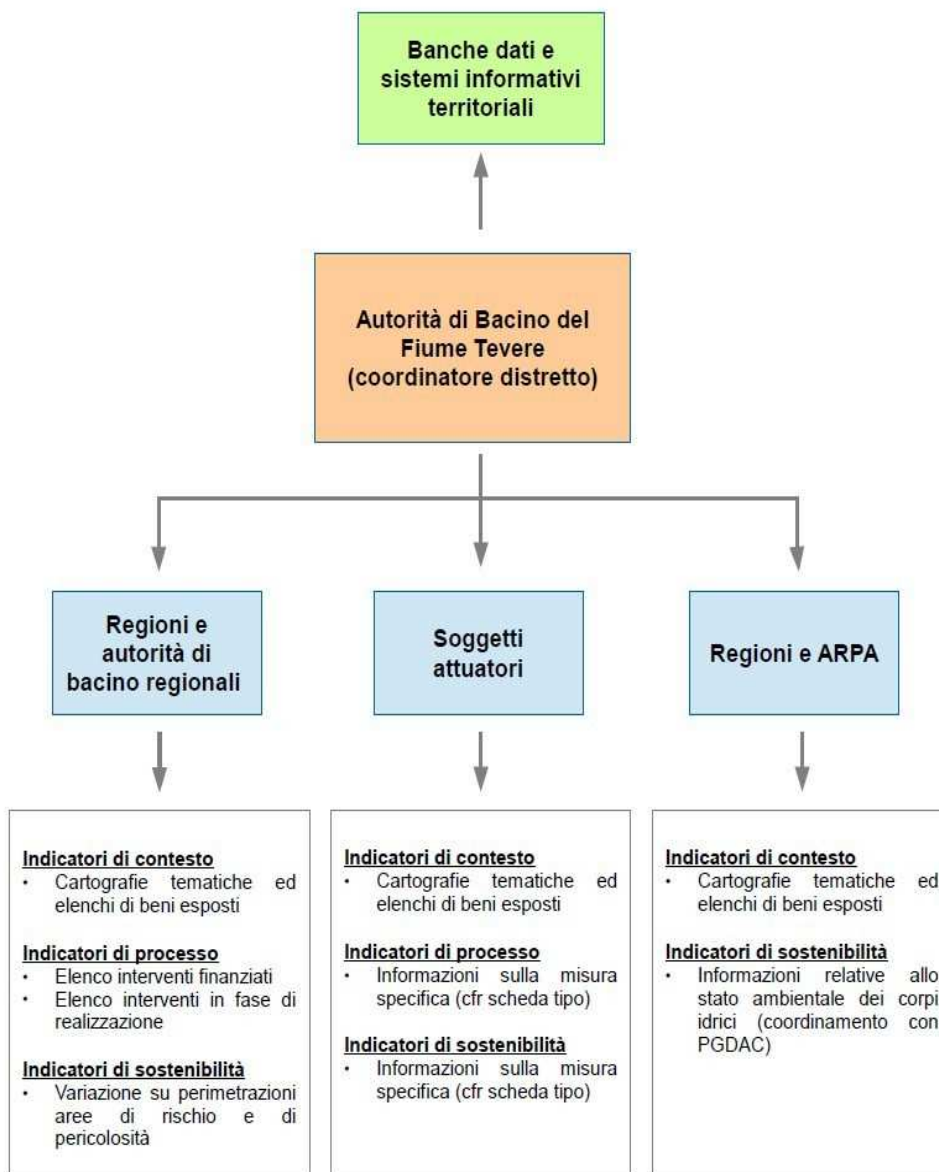 Banche dati e
sistemi informativi
territoriali
Autorità di Bacino del
Fiume Tevere
(coordinatore distretto)
Regioni e
autorità di
bacino regionali
Soggetti
attuatori
Regioni e ARPA
Indicatori di contesto
• Cartografie tematiche ed
elenchi di beni esposti
Indicatori di processo
• Elenco interventi finanziati
• Elenco interventi in fase di
realizzazione
Indicatori di sostenibilità
• Variazione su perimetrazioni
aree di rischio e di
pericolosità
Indicatori di contesto
• Cartografie tematiche ed
elenchi di beni esposti
Indicatori di processo
• Informazioni sulla misura
specifica (cfr scheda tipo)
Indicatori di sostenibilità
• Informazioni sulla misura
specifica (cfr scheda tipo)
Indicatori di contesto
• Cartografie tematiche ed
elenchi di beni esposti
Indicatori di sostenibilità
• Informazioni relative allo
stato ambientale dei corpi
idrici (coordinamento con
PGDAC)